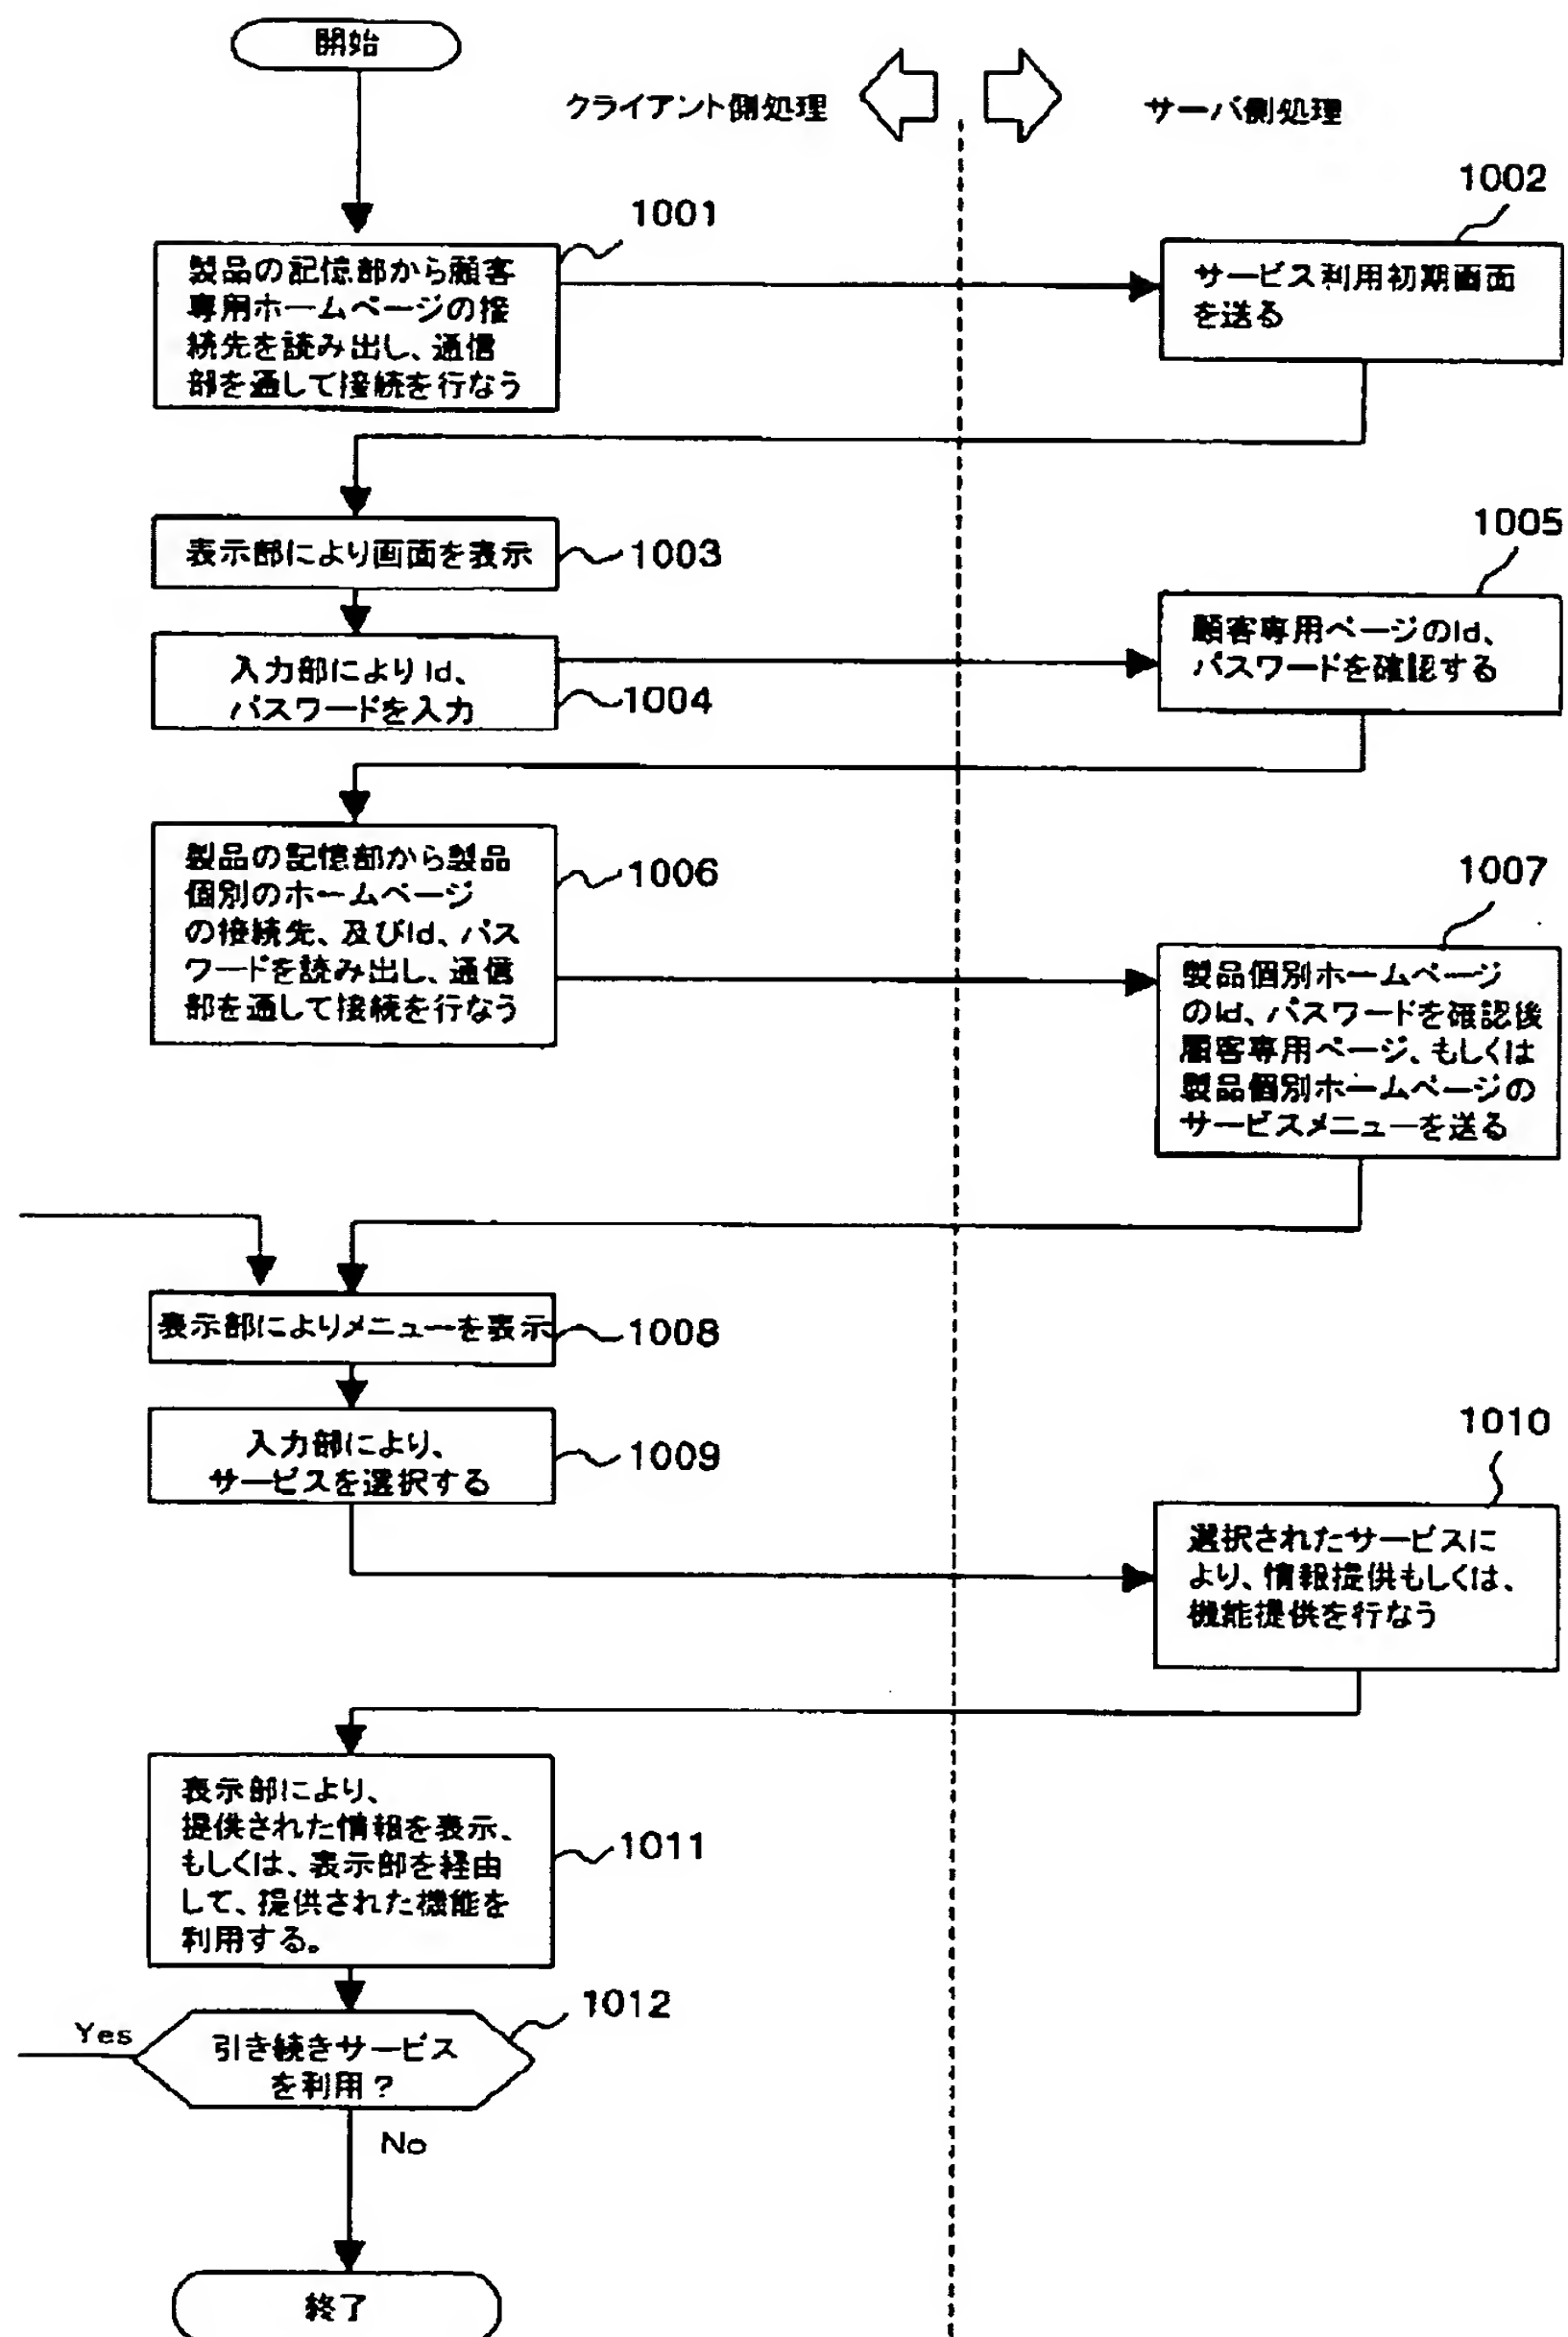 開始
クライアント側処理
サーバ側処理
1001
1002
製品の記憶部から顧客
専用ホームページの接
続先を読み出し、通信
部を通して接続を行なう
サービス利用初期画面
を送る
表示部により画面を表示
1003
1005
入力部によりId、
パスワードを入力
1004
顧客専用ページのId、
パスワードを確認する
製品の記憶部から製品
個別のホームページ
の接続先、及びId、パス
ワードを読み出し、通信
部を通して接続を行なう
1006
1007
製品個別ホームページ
のId、パスワードを確認後
顧客専用ページ、もしくは
製品個別ホームページの
サービスメニューを送る
表示部によりメニューを表示
1008
入力部により、
サービスを選択する
1009
1010
選択されたサービスに
より、情報提供もしくは、
機能提供を行なう
表示部により、
提供された情報を表示、
もしくは、表示部を経由
して、提供された機能を
利用する。
1011
1012
Yes
引き続きサービス
を利用？
No
終了